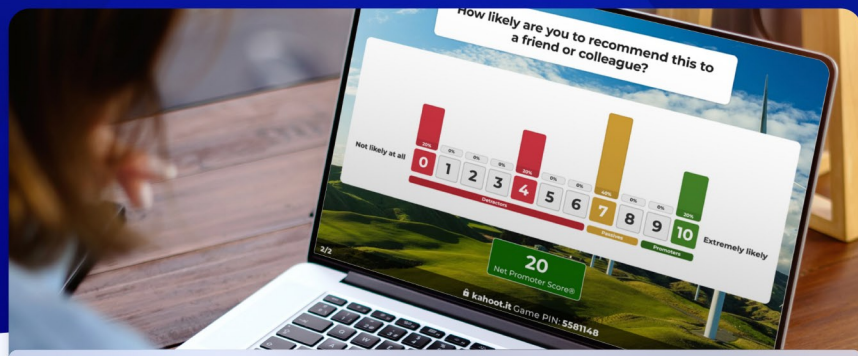 How likely are you to recommend this to
a friend or colleague?
Not likely at all
20%
0%
0%
0%
20%
0%
0%
40%
0%
0%
20%
0
1
2
3
4
5
6
7
8
9
10
Extremely likely
Detractors
Passives
Promoters
20
Net Promoter Score®
2/2
kahoot.it Game PIN: 5581148